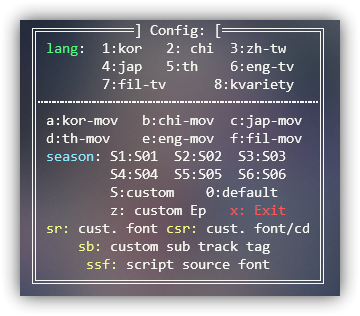 ] Config: [
lang: 1:kor 2: chi 3:zh-tw
4:jap 5:th 6:eng-tv
7:fil-tv 8:kvariety
a:kor-mov b:chi-mov c:jap-mov
d:th-mov e:eng-mov f:fil-mov
season: S1:S01 S2:S02 S3:S03
S4:S04 S5:S05 S6:S06
S:custom 0:default
z: custom Ep x: Exit
sr: cust. font csr: cust. font/cd
sb: custom sub track tag
ssf: script source font